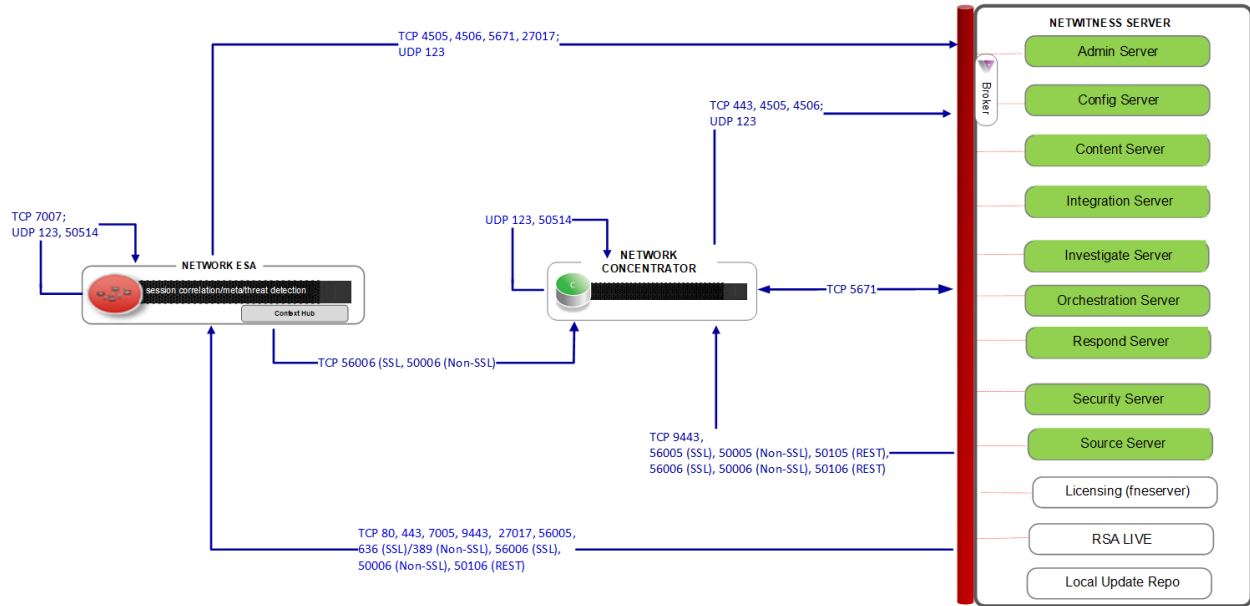 TCP 4505, 4506, 5671, 27017;
UDP 123
TCP 443, 4505, 4506;
UDP 123
TCP 7007;
UDP 123, 50514
NETWORK ESA
session correlation/meta/threat detection
Context Hub
UDP 123, 50514
NETWORK
CONCENTRATOR
C
TCP 5671
TCP 56006 (SSL, 50006 (Non-SSL)
TCP 9443,
56005 (SSL), 50005 (Non-SSL), 50105 (REST),
56006 (SSL), 50006 (Non-SSL), 50106 (REST)
TCP 80, 443, 7005, 9443, 27017, 56005,
636 (SSL)/389 (Non-SSL), 56006 (SSL),
50006 (Non-SSL), 50106 (REST)
NETWITNESS SERVER
Broker
Admin Server
Config Server
Content Server
Integration Server
Investigate Server
Orchestration Server
Respond Server
Security Server
Source Server
Licensing (fneserver)
RSA LIVE
Local Update Repo